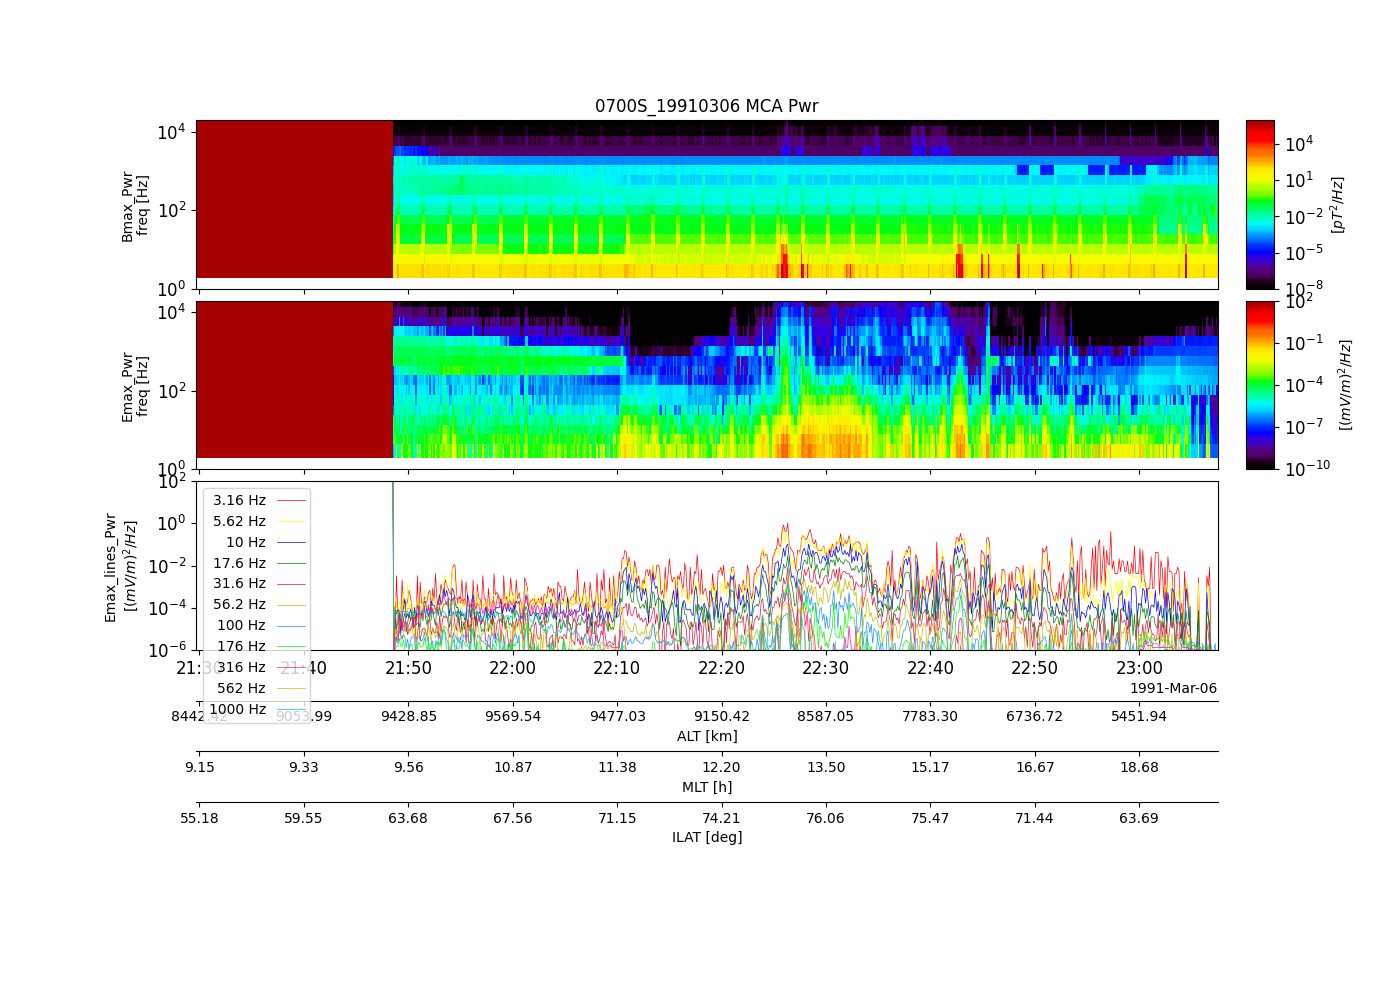 0700S_19910306 MCA Pwr
Bmax_Pwr
freq [Hz]
10^4
10^2
10^0
10^4
10^1
10^-2
10^-5
10^-8
[pT^2/Hz]
Emax_Pwr
freq [Hz]
10^4
10^2
10^0
10^2
10^-1
10^-4
10^-7
10^-10
[(mV/m)^2/Hz]
Emax_lines_Pwr
[(mV/m)^2/Hz]
10^2
10^0
10^-2
10^-4
10^-6
3.16 Hz
5.62 Hz
10 Hz
17.6 Hz
31.6 Hz
56.2 Hz
100 Hz
176 Hz
316 Hz
562 Hz
1000 Hz
21:30 21:40 21:50 22:00 22:10 22:20 22:30 22:40 22:50 23:00
1991-Mar-06
8442.42 9053.99 9428.85 9569.54 9477.03 9150.42 8587.05 7783.30 6736.72 5451.94
ALT [km]
9.15 9.33 9.56 10.87 11.38 12.20 13.50 15.17 16.67 18.68
MLT [h]
55.18 59.55 63.68 67.56 71.15 74.21 76.06 75.47 71.44 63.69
ILAT [deg]